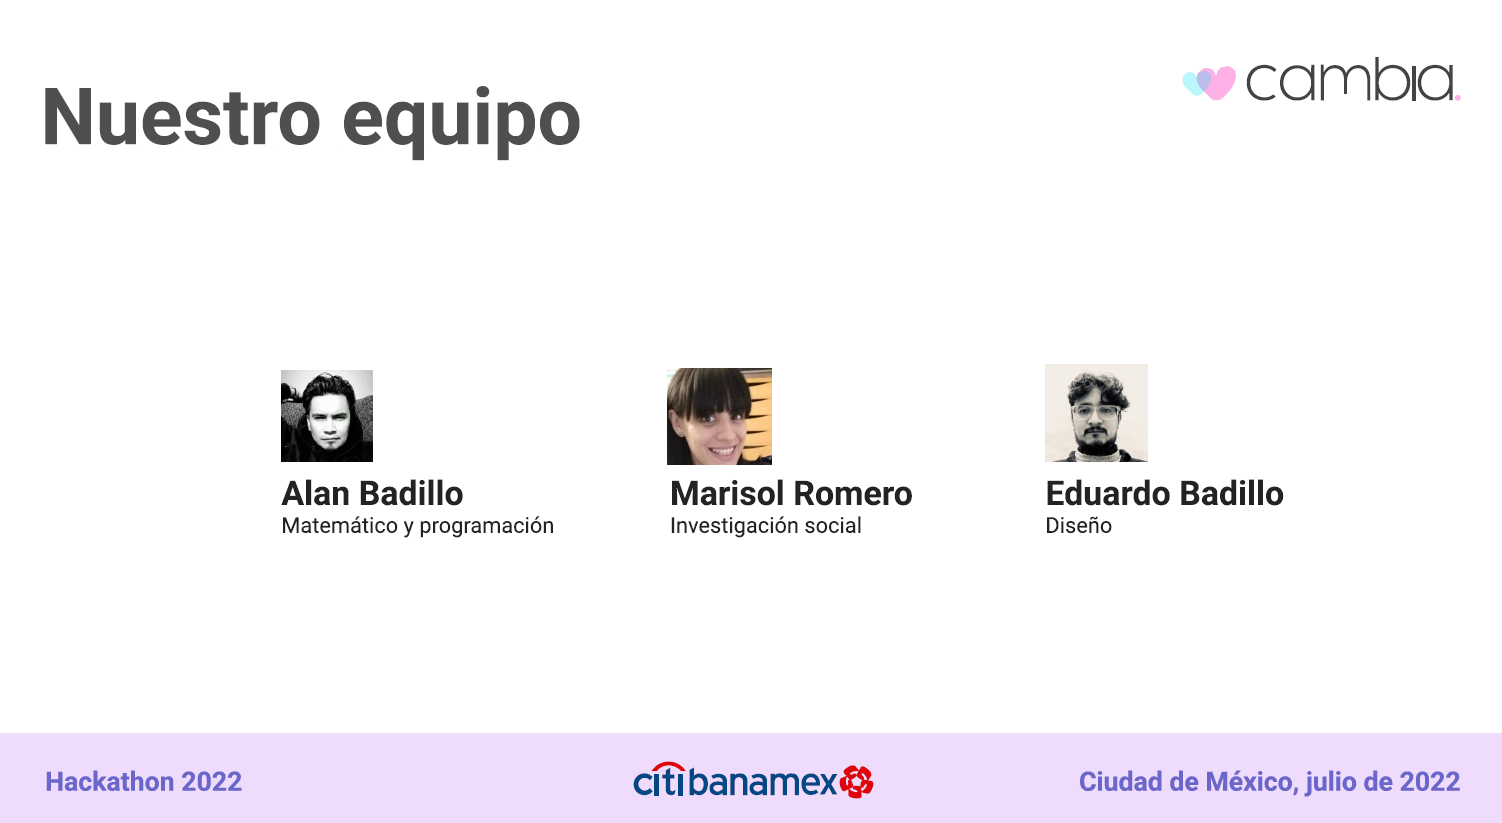 Nuestro equipo
cambia.
Alan Badillo
Matemático y programación
Marisol Romero
Investigación social
Eduardo Badillo
Diseño
Hackathon 2022
citibanamex
Ciudad de México, julio de 2022